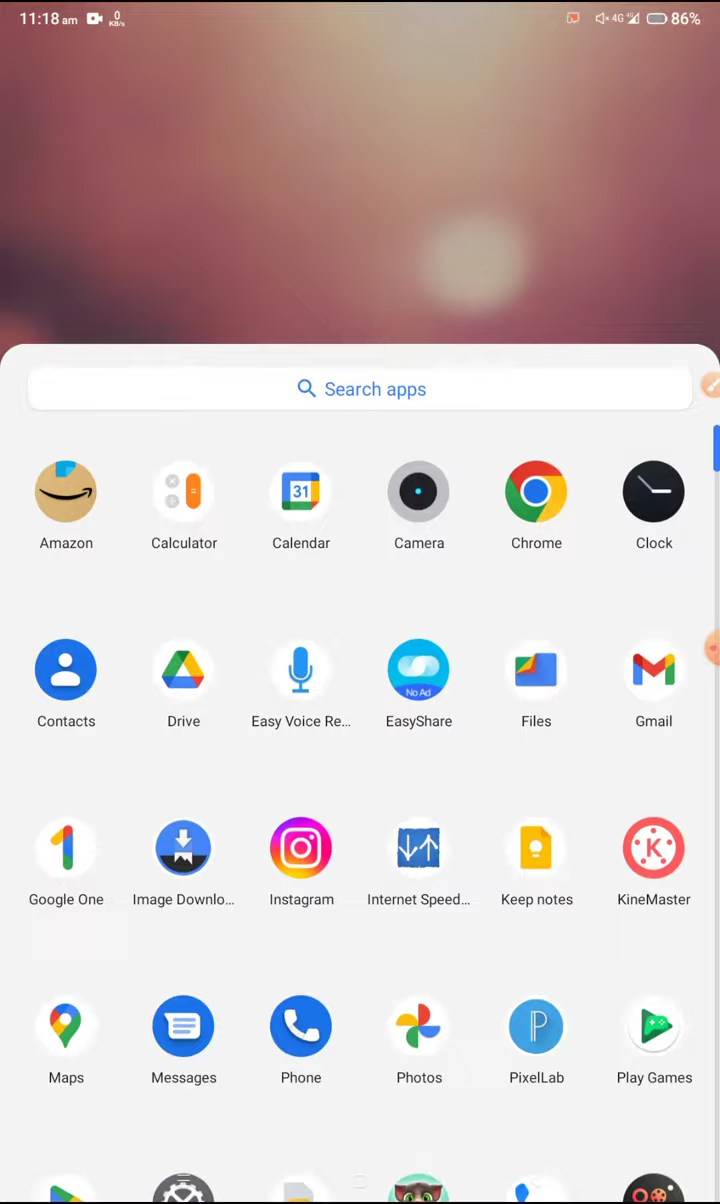 11:18 am 0 KB/s 4G 86%
Search apps
31
Amazon Calculator Calendar Camera Chrome Clock
No Ad
Contacts Drive Easy Voice Re... EasyShare Files Gmail
K
Google One Image Downlo... Instagram Internet Speed... Keep notes KineMaster
P
Maps Messages Phone Photos PixelLab Play Games